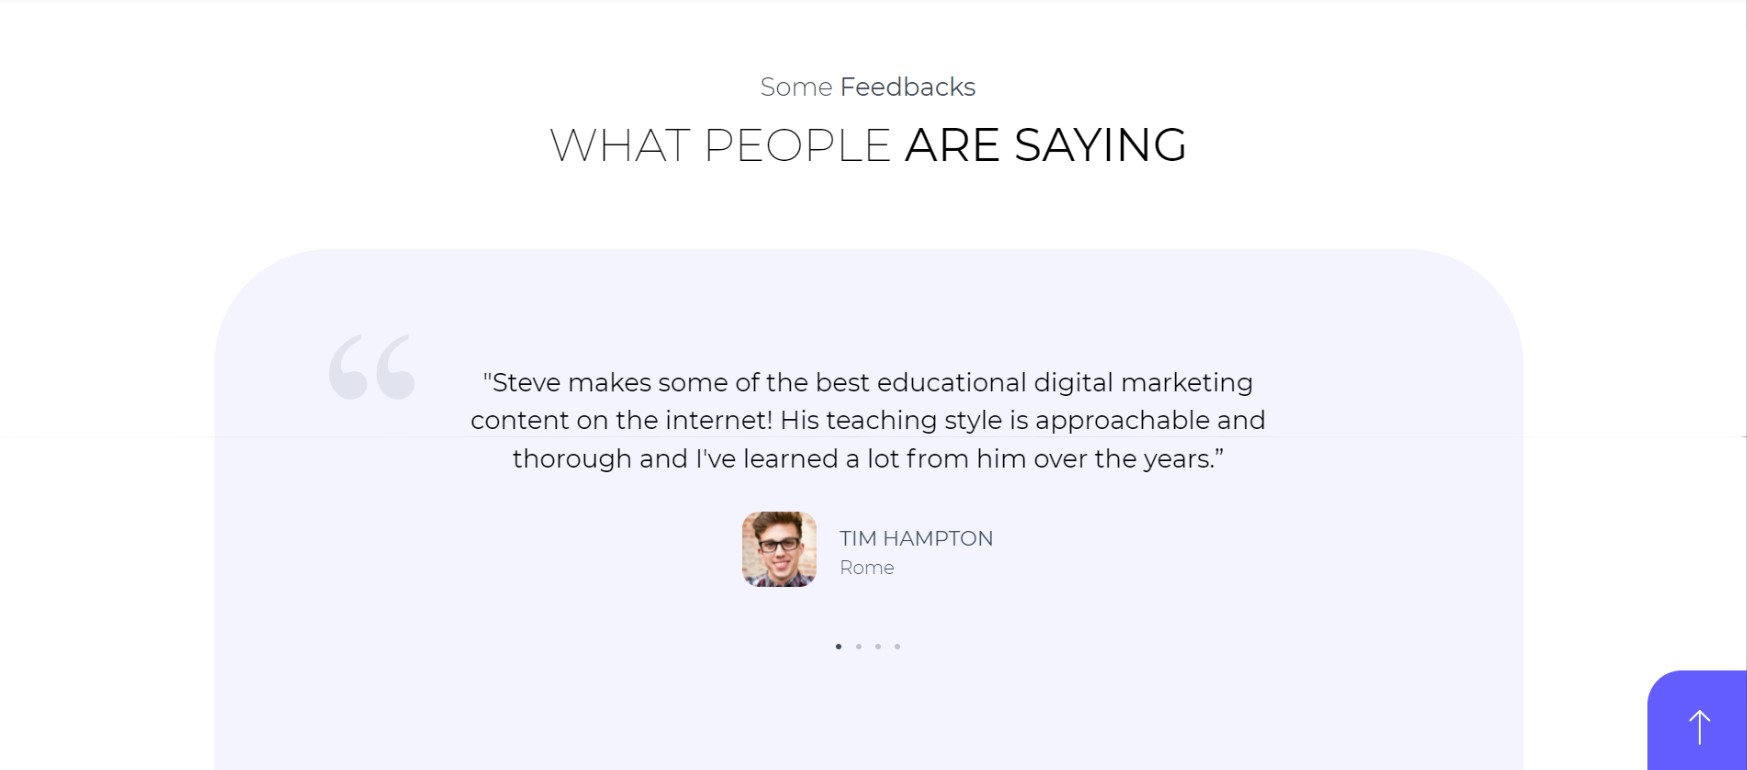 Some Feedbacks
WHAT PEOPLE ARE SAYING
"Steve makes some of the best educational digital marketing
content on the internet! His teaching style is approachable and
thorough and I've learned a lot from him over the years.”
TIM HAMPTON
Rome